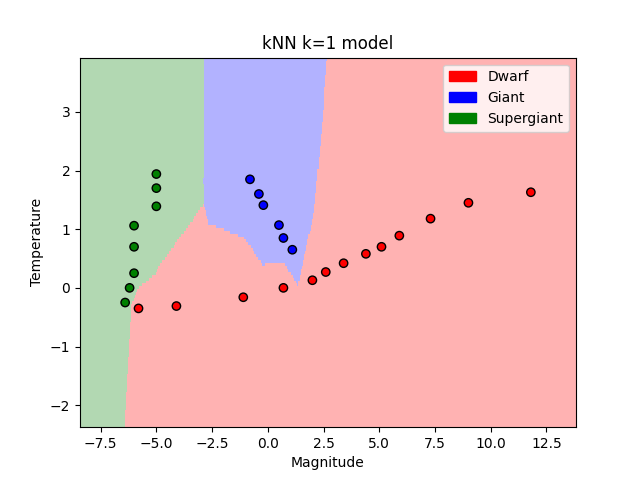 kNN k=1 model
Dwarf
Giant
Supergiant
3
2
1
0
−1
−2
Temperature
−7.5 −5.0 −2.5 0.0 2.5 5.0 7.5 10.0 12.5
Magnitude